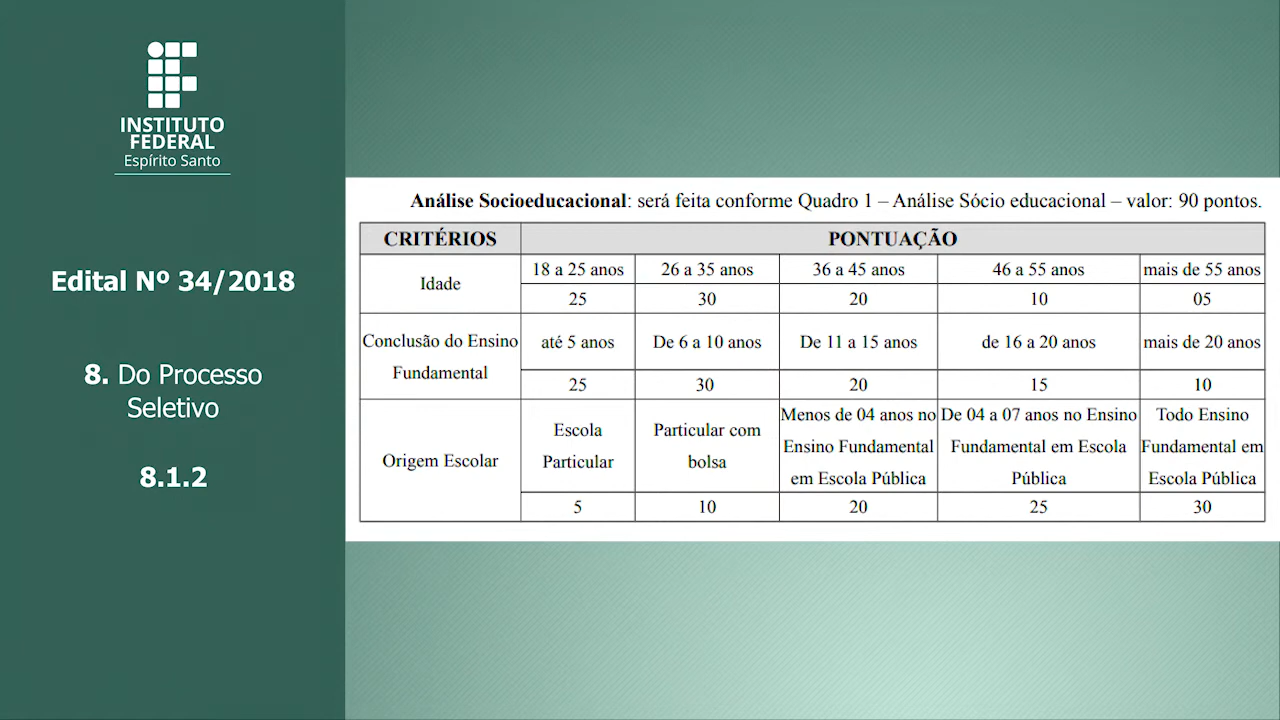 INSTITUTO
FEDERAL
Espírito Santo
Edital Nº 34/2018
8. Do Processo
Seletivo
8.1.2
Análise Socioeducacional: será feita conforme Quadro 1 – Análise Sócio educacional – valor: 90 pontos.
CRITÉRIOS PONTUAÇÃO
Idade
18 a 25 anos 26 a 35 anos 36 a 45 anos 46 a 55 anos mais de 55 anos
25 30 20 10 05
Conclusão do Ensino
Fundamental
até 5 anos De 6 a 10 anos De 11 a 15 anos de 16 a 20 anos mais de 20 anos
25 30 20 15 10
Origem Escolar
Escola
Particular
Particular com
bolsa
Menos de 04 anos no
Ensino Fundamental
em Escola Pública
De 04 a 07 anos no Ensino
Fundamental em Escola
Pública
Todo Ensino
Fundamental em
Escola Pública
5 10 20 25 30